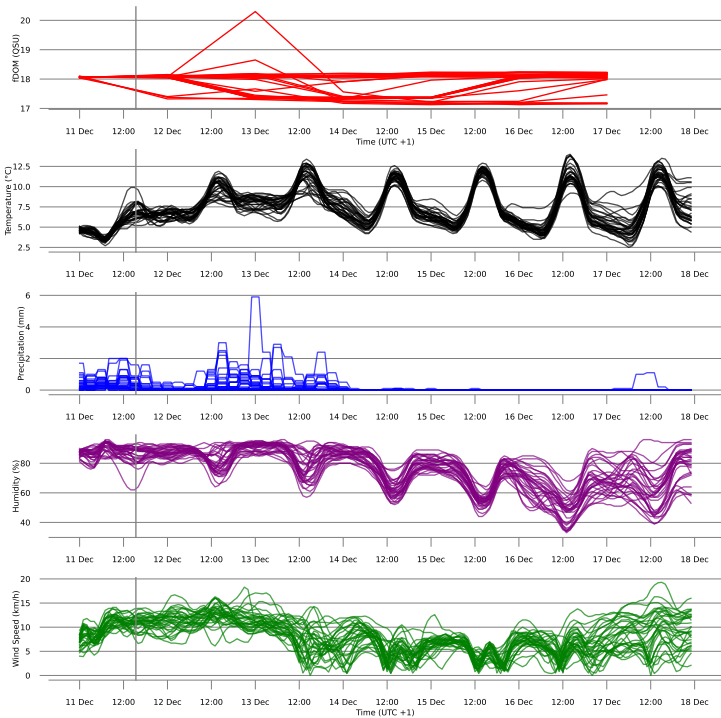 20
19
18
17
fDOM (QSU)
11 Dec 12:00 12 Dec 12:00 13 Dec 12:00 14 Dec 12:00 15 Dec 12:00 16 Dec 12:00 17 Dec 12:00 18 Dec
Time (UTC +1)
12.5
10.0
7.5
5.0
2.5
Temperature (°C)
11 Dec 12:00 12 Dec 12:00 13 Dec 12:00 14 Dec 12:00 15 Dec 12:00 16 Dec 12:00 17 Dec 12:00 18 Dec
6
4
2
0
Precipitation (mm)
11 Dec 12:00 12 Dec 12:00 13 Dec 12:00 14 Dec 12:00 15 Dec 12:00 16 Dec 12:00 17 Dec 12:00 18 Dec
80
60
40
Humidity (%)
11 Dec 12:00 12 Dec 12:00 13 Dec 12:00 14 Dec 12:00 15 Dec 12:00 16 Dec 12:00 17 Dec 12:00 18 Dec
20
15
10
5
0
Wind Speed (km/h)
11 Dec 12:00 12 Dec 12:00 13 Dec 12:00 14 Dec 12:00 15 Dec 12:00 16 Dec 12:00 17 Dec 12:00 18 Dec
Time (UTC +1)